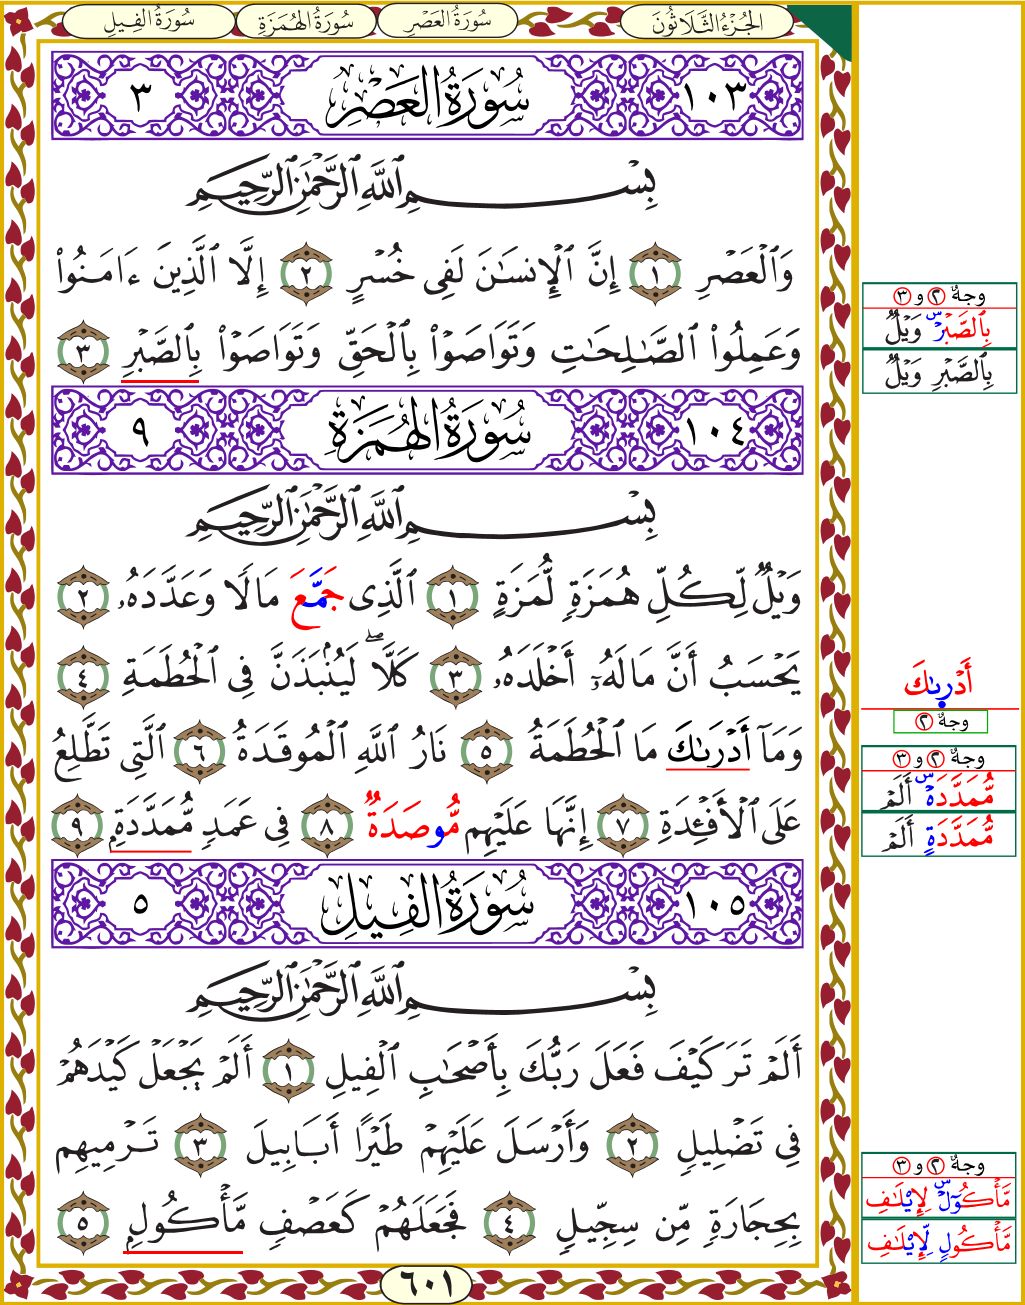 الجُزْءُ الثَّلَاثُونَ سُورَةُ العَصْرِ سُورَةُ الهُمَزَةِ سُورَةُ الفِيلِ
١٠٣ سُورَةُ العَصْرِ ٣
بِسْمِ ٱللَّهِ ٱلرَّحْمَٰنِ ٱلرَّحِيمِ
وَٱلْعَصْرِ ١ إِنَّ ٱلْإِنسَٰنَ لَفِى خُسْرٍ ٢ إِلَّا ٱلَّذِينَ ءَامَنُوا۟
وَعَمِلُوا۟ ٱلصَّٰلِحَٰتِ وَتَوَاصَوْا۟ بِٱلْحَقِّ وَتَوَاصَوْا۟ بِٱلصَّبْرِ ٣
١٠٤ سُورَةُ الهُمَزَةِ ٩
بِسْمِ ٱللَّهِ ٱلرَّحْمَٰنِ ٱلرَّحِيمِ
وَيْلٌ لِّكُلِّ هُمَزَةٍ لُّمَزَةٍ ١ ٱلَّذِى جَمَّعَ مَالًا وَعَدَّدَهُۥ ٢
يَحْسَبُ أَنَّ مَالَهُۥٓ أَخْلَدَهُۥ ٣ كَلَّا ۖ لَيُنۢبَذَنَّ فِى ٱلْحُطَمَةِ ٤
وَمَآ أَدْرَىٰكَ مَا ٱلْحُطَمَةُ ٥ نَارُ ٱللَّهِ ٱلْمُوقَدَةُ ٦ ٱلَّتِى تَطَّلِعُ
عَلَى ٱلْأَفْـِٔدَةِ ٧ إِنَّهَا عَلَيْهِم مُّوصَدَةٌ ٨ فِى عَمَدٍ مُّمَدَّدَةٍ ٩
١٠٥ سُورَةُ الفِيلِ ٥
بِسْمِ ٱللَّهِ ٱلرَّحْمَٰنِ ٱلرَّحِيمِ
أَلَمْ تَرَ كَيْفَ فَعَلَ رَبُّكَ بِأَصْحَٰبِ ٱلْفِيلِ ١ أَلَمْ يَجْعَلْ كَيْدَهُمْ
فِى تَضْلِيلٍ ٢ وَأَرْسَلَ عَلَيْهِمْ طَيْرًا أَبَابِيلَ ٣ تَرْمِيهِم
بِحِجَارَةٍ مِّن سِجِّيلٍ ٤ فَجَعَلَهُمْ كَعَصْفٍ مَّأْكُولٍ ٥
٦٠١
وجهٌ ٢ و ٣
بِٱلصَّبْرِ س وَيْلٌ
بِٱلصَّبْرِ وَيْلٌ
أَدْرىٰكَ
وجهٌ ٢
وجهٌ ٢ و ٣
مُّمَدَّدَةٍ س أَلَمْ
مُّمَدَّدَةٍ أَلَمْ
وجهٌ ٢ و ٣
مَّأْكُولٍ س لِإِيْلَٰفِ
مَّأْكُولٍ لِّإِيْلَٰفِ